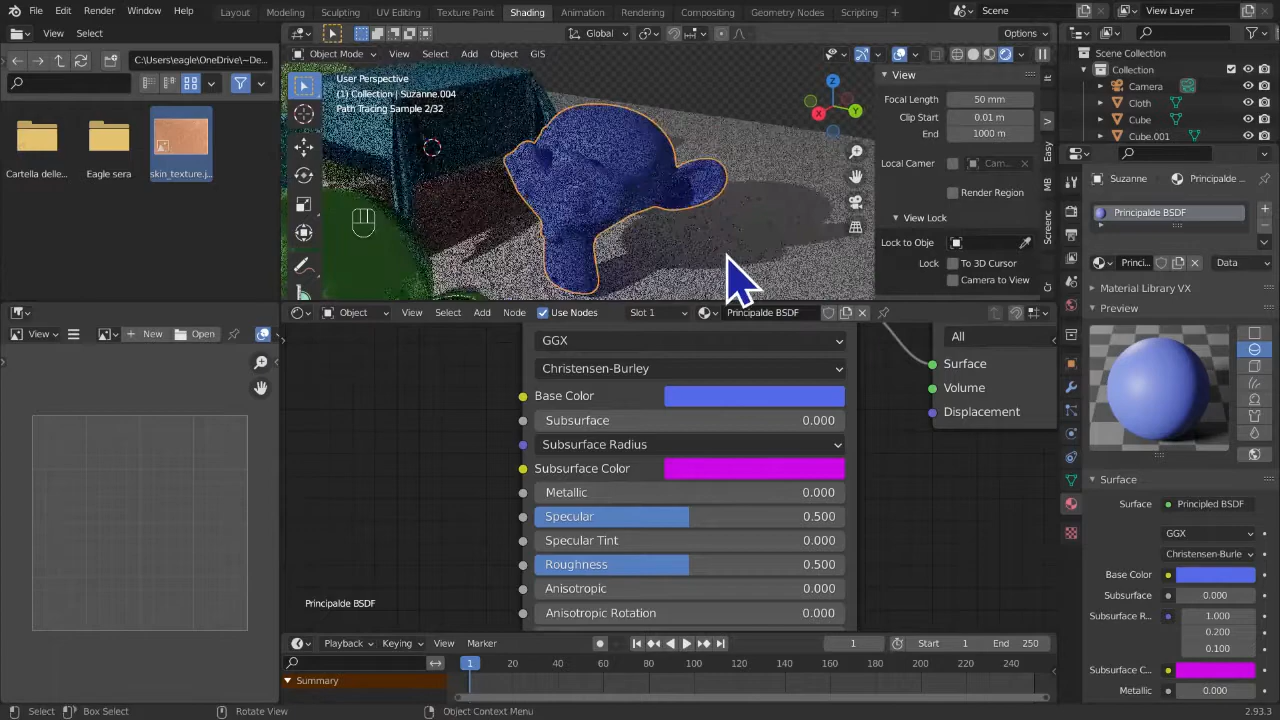 File Edit Render Window Help
Layout Modeling Sculpting UV Editing Texture Paint Shading Animation Rendering Compositing Geometry Nodes Scripting +
Scene View Layer
View Select
C:\Users\eagle\OneDrive\~De...
Cartella delle...
Eagle sera
skin_texture.j...
Global
Options
Object Mode View Select Add Object GIS
User Perspective
(1) Collection | Suzanne.004
Path Tracing Sample 2/32
X
Y
Z
View
Focal Length 50 mm
Clip Start 0.01 m
End 1000 m
Local Camer Cam...
Render Region
View Lock
Lock to Obje
Lock To 3D Cursor
Camera to View
Easy
MB
Screenc
Scene Collection
Collection
Camera
Cloth
Cube
Cube.001
Suzanne Principalde ...
Principalde BSDF
Princi... Data
Material Library VX
Preview
Surface
Surface Principled BSDF
GGX
Christensen-Burle
Base Color
Subsurface 0.000
Subsurface R... 1.000
0.200
0.100
Subsurface C...
Metallic 0.000
View New Open
Object View Select Add Node Use Nodes Slot 1 Principalde BSDF
GGX
Christensen-Burley
Base Color
Subsurface 0.000
Subsurface Radius
Subsurface Color
Metallic 0.000
Specular 0.500
Specular Tint 0.000
Roughness 0.500
Anisotropic 0.000
Anisotropic Rotation 0.000
Principalde BSDF
All
Surface
Volume
Displacement
Playback Keying View Marker 1 Start 1 End 250
1 20 40 60 80 100 120 140 160 180 200 220 240
Summary
Select Box Select Rotate View Object Context Menu 2.93.3